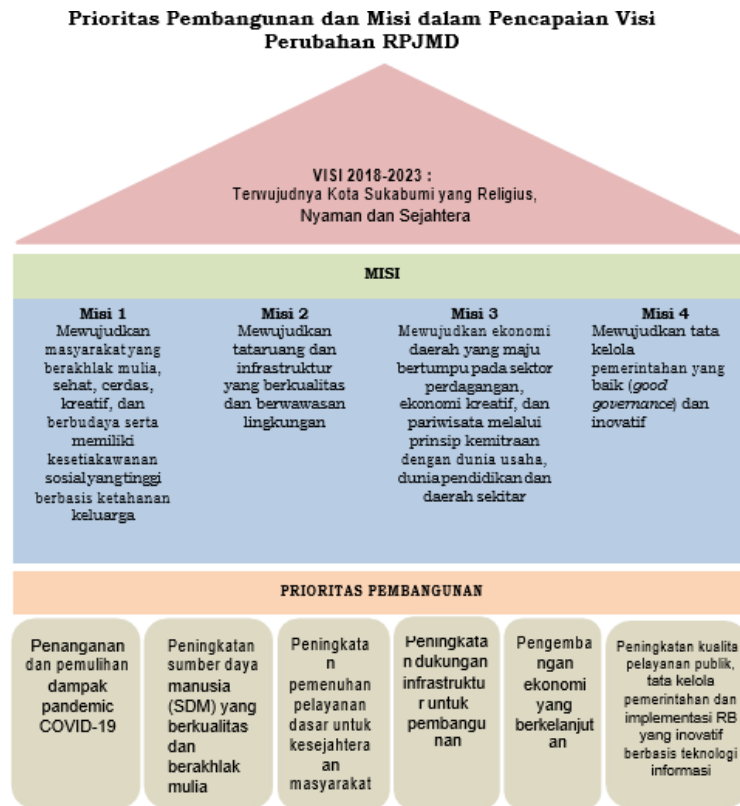 Prioritas Pembangunan dan Misi dalam Pencapaian Visi
Perubahan RPJMD
VISI 2018-2023 :
Terwujudnya Kota Sukabumi yang Religius,
Nyaman dan Sejahtera
MISI
Misi 1
Mewujudkan
masyarakat yang
berakhlak mulia,
sehat, cerdas,
kreatif, dan
berbudaya serta
memiliki
kesetiakawanan
sosial yang tinggi
berbasis ketahanan
keluarga
Misi 2
Mewujudkan
tataruang dan
infrastruktur
yang berkualitas
dan berwawasan
lingkungan
Misi 3
Mewujudkan ekonomi
daerah yang maju
bertumpu pada sektor
perdagangan,
ekonomi kreatif, dan
pariwisata melalui
prinsip kemitraan
dengan dunia usaha,
dunia pendidikan dan
daerah sekitar
Misi 4
Mewujudkan tata
kelola
pemerintahan yang
baik (good
governance) dan
inovatif
PRIORITAS PEMBANGUNAN
Penanganan
dan pemulihan
dampak
pandemic
COVID-19
Peningkatan
sumber daya
manusia
(SDM) yang
berkualitas
dan
berakhlak
mulia
Peningkata
n
pemenuhan
pelayanan
dasar untuk
kesejahtera
an
masyarakat
Peningkata
n dukungan
infrastruktu
r untuk
pembangu
nan
Pengemba
ngan
ekonomi
yang
berkelanjut
an
Peningkatan kualita
pelayanan publik,
tata kelola
pemerintahan dan
implementasi RB
yang inovatif
berbasis teknologi
informasi